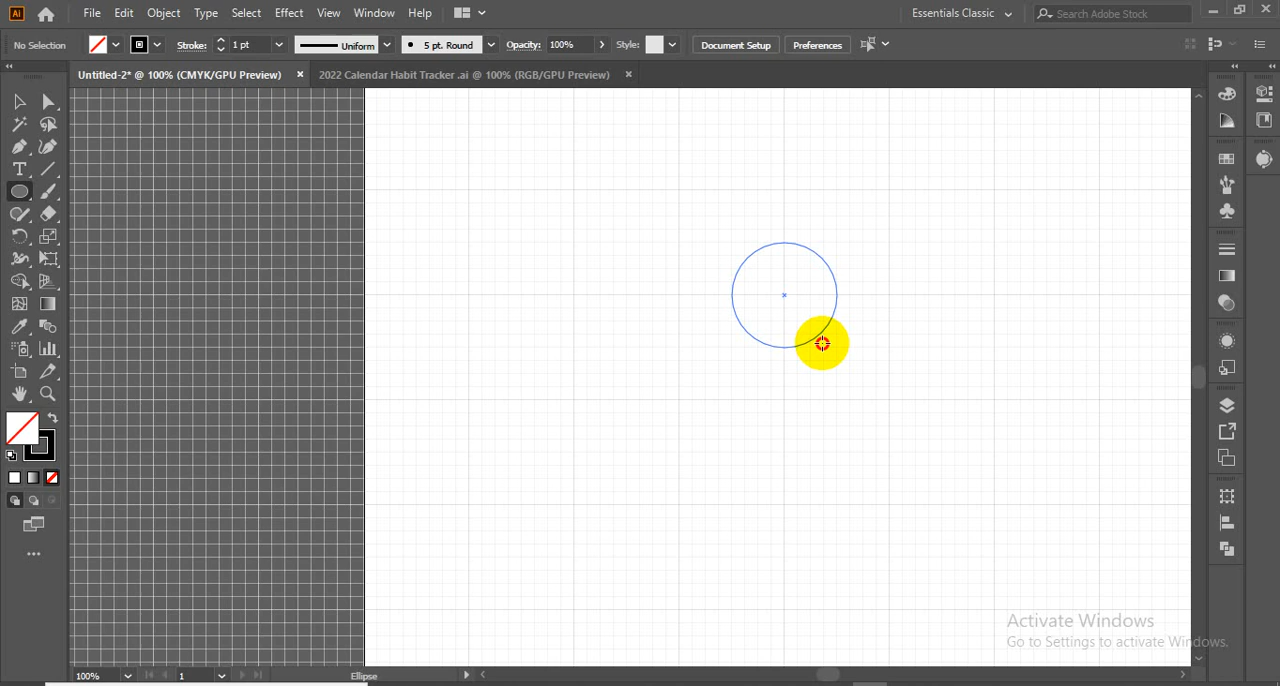 Ai File Edit Object Type Select Effect View Window Help Essentials Classic Search Adobe Stock
No Selection Stroke: 1 pt Uniform 5 pt. Round Opacity: 100% Style: Document Setup Preferences
Untitled-2* @ 100% (CMYK/GPU Preview) × 2022 Calendar Habit Tracker .ai @ 100% (RGB/GPU Preview) ×
T
Activate Windows
Go to Settings to activate Windows.
100% 1 Ellipse